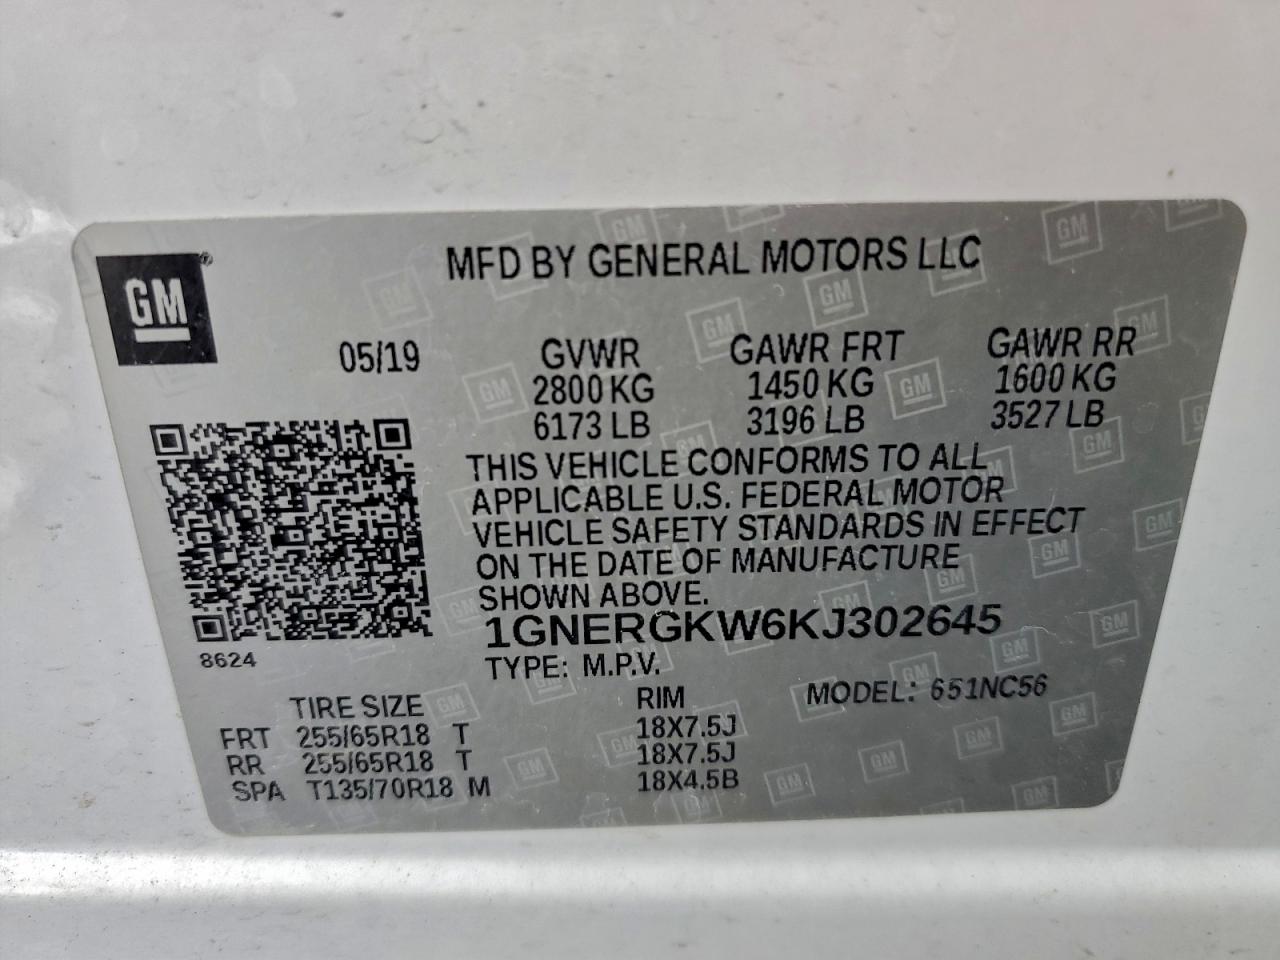 GM
MFD BY GENERAL MOTORS LLC
05/19 GVWR GAWR FRT GAWR RR
2800 KG 1450 KG 1600 KG
6173 LB 3196 LB 3527 LB
THIS VEHICLE CONFORMS TO ALL
APPLICABLE U.S. FEDERAL MOTOR
VEHICLE SAFETY STANDARDS IN EFFECT
ON THE DATE OF MANUFACTURE
SHOWN ABOVE.
1GNERGKW6KJ302645
8624
TYPE: M.P.V. MODEL: 651NC56
TIRE SIZE RIM
FRT 255/65R18 T 18X7.5J
RR 255/65R18 T 18X7.5J
SPA T135/70R18 M 18X4.5B